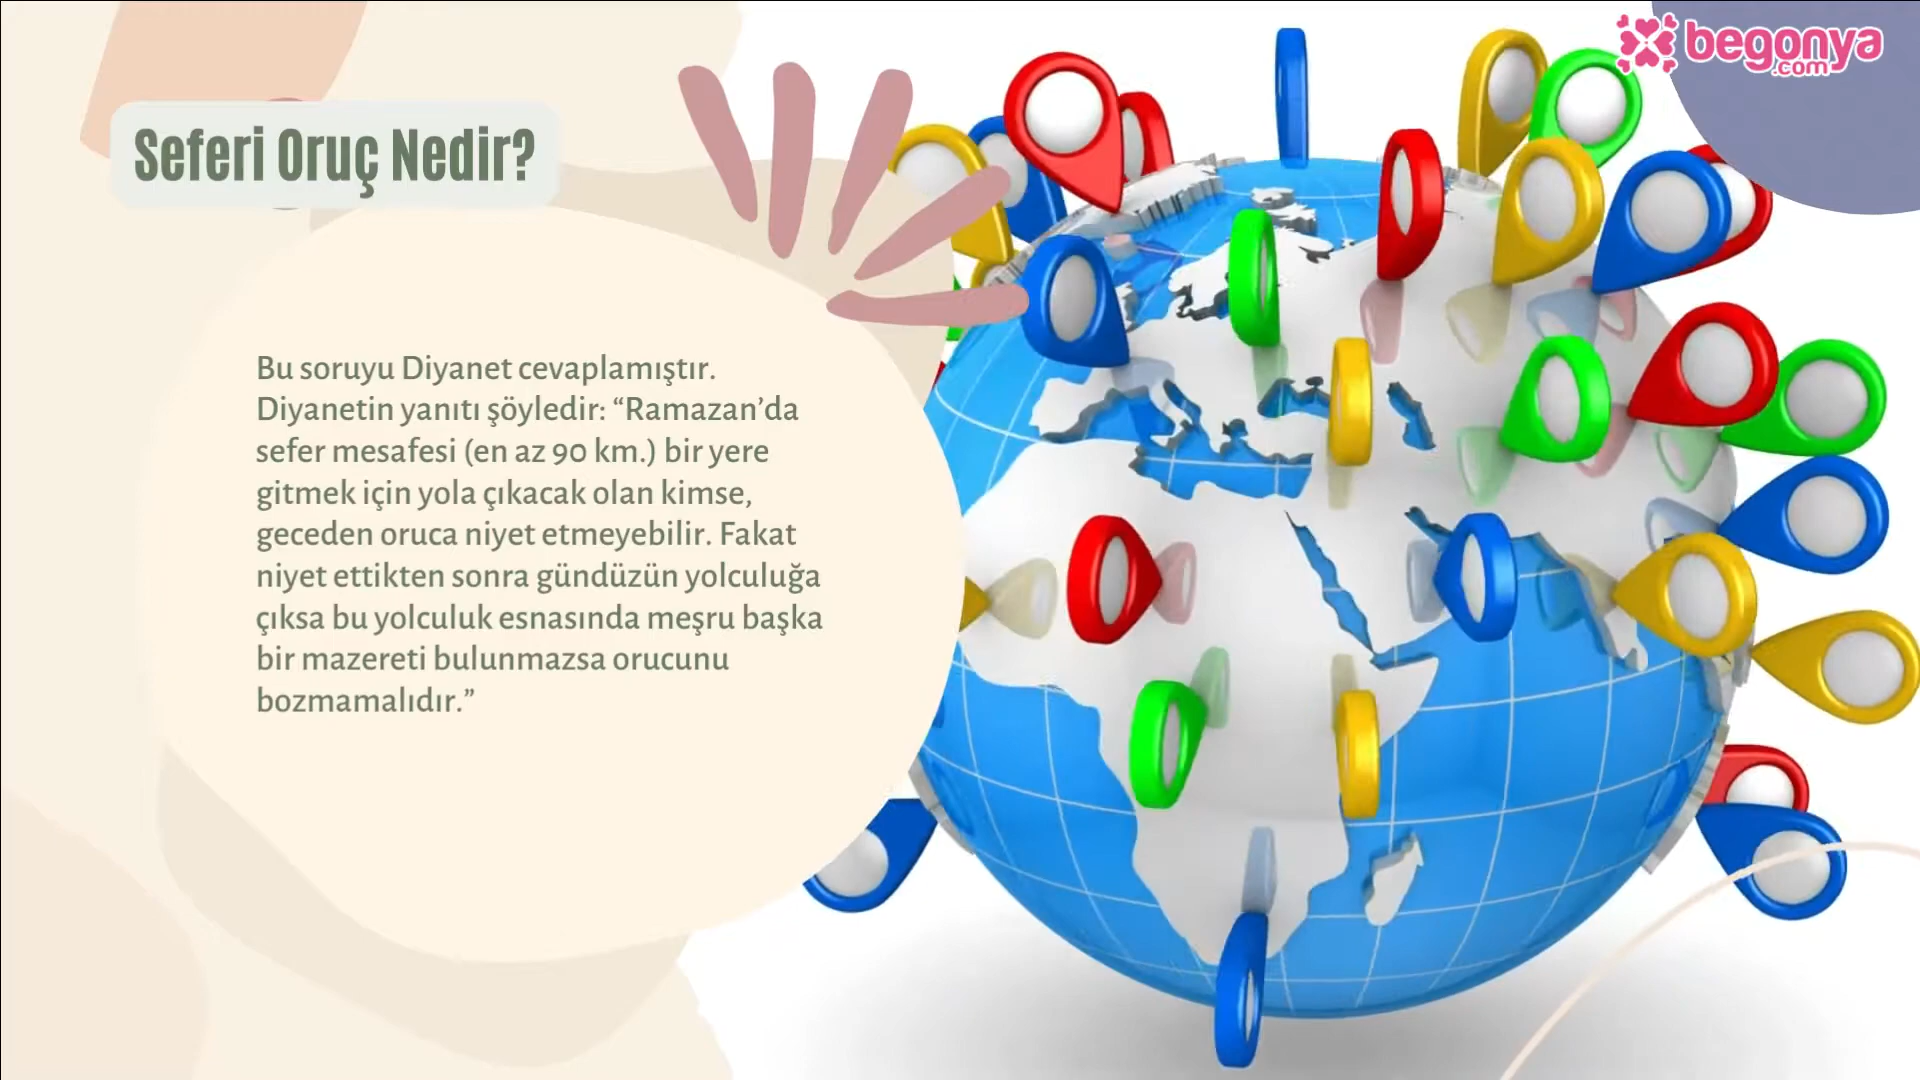 begonya
.com
Seferi Oruç Nedir?
Bu soruyu Diyanet cevaplamıştır.
Diyanetin yanıtı şöyledir: “Ramazan’da
sefer mesafesi (en az 90 km.) bir yere
gitmek için yola çıkacak olan kimse,
geceden oruca niyet etmeyebilir. Fakat
niyet ettikten sonra gündüzün yolculuğa
çıksa bu yolculuk esnasında meşru başka
bir mazereti bulunmazsa orucunu
bozmamalıdır.”